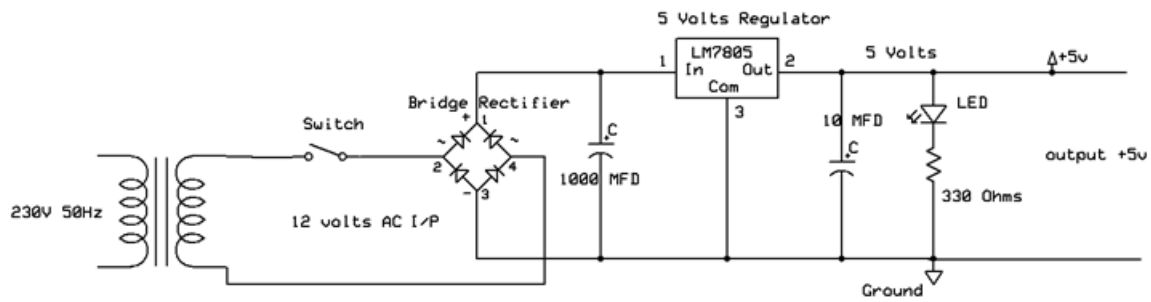 5 Volts Regulator
1
LM7805
In Out
Com
2
3
5 Volts
+5v
Bridge Rectifier
+ 1
~ ~
2 4
- 3
Switch
+C
1000 MFD
10 MFD
+C
LED
330 Ohms
output +5v
230V 50Hz
12 volts AC I/P
Ground